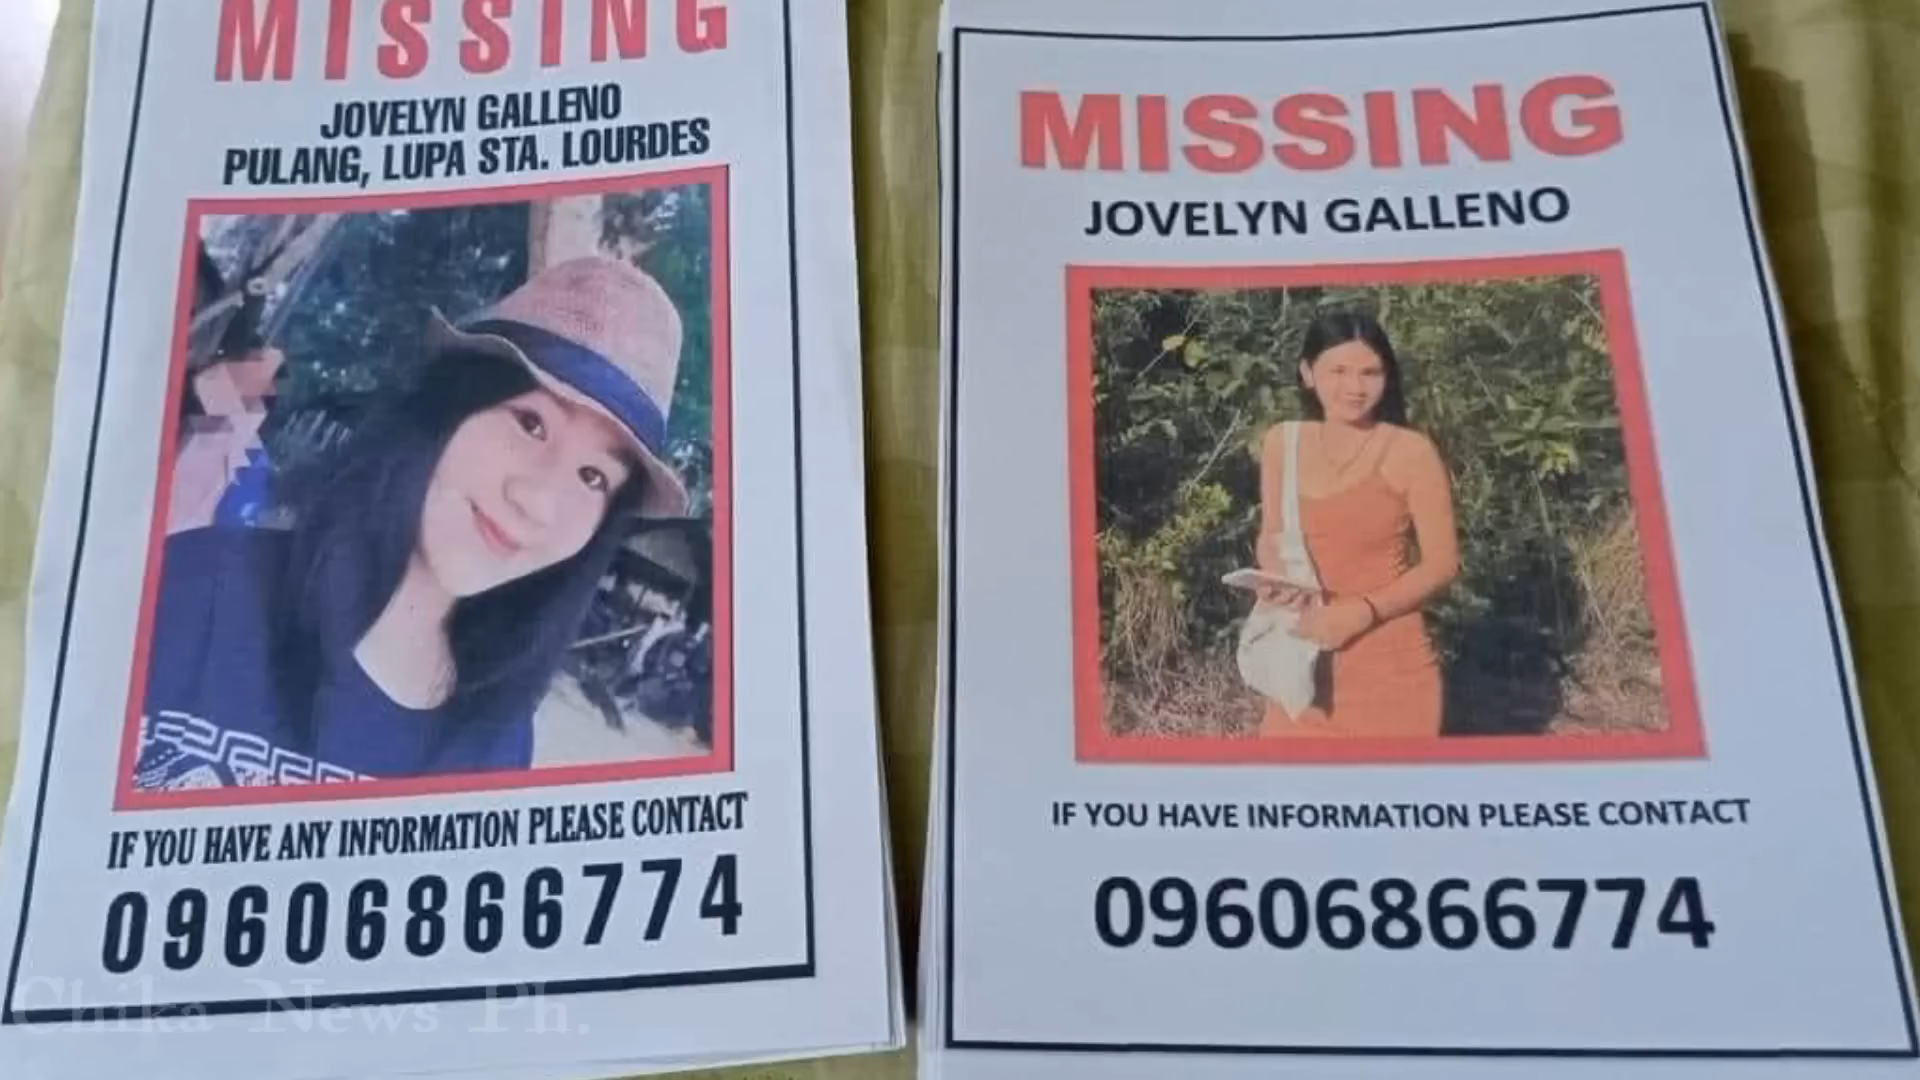 MISSING
JOVELYN GALLENO
PULANG, LUPA STA. LOURDES
IF YOU HAVE ANY INFORMATION PLEASE CONTACT
09606866774
MISSING
JOVELYN GALLENO
IF YOU HAVE INFORMATION PLEASE CONTACT
09606866774
Chika News Ph.